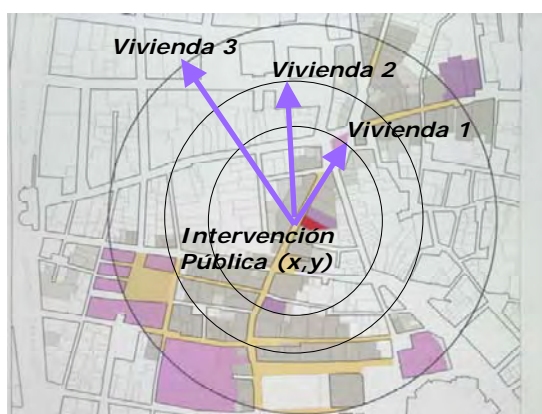 Vivienda 3
Vivienda 2
Vivienda 1
Intervención
Pública (x,y)